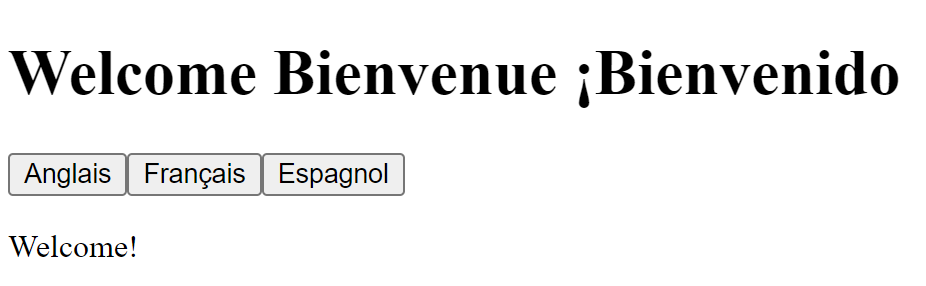 Welcome Bienvenue ¡Bienvenido
Anglais Français Espagnol
Welcome!